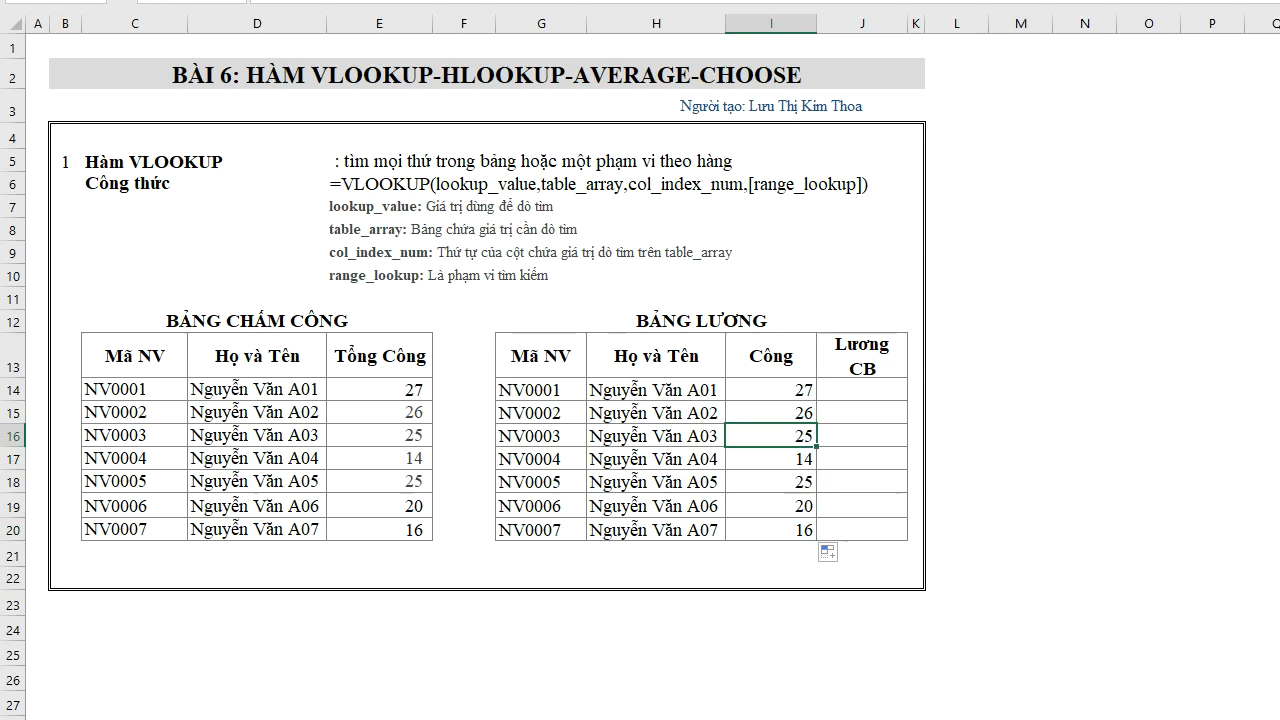 A B C D E F G H I J K L M N O P Q
1
2 BÀI 6: HÀM VLOOKUP-HLOOKUP-AVERAGE-CHOOSE
3 Người tạo: Lưu Thị Kim Thoa
4
5 1 Hàm VLOOKUP : tìm mọi thứ trong bảng hoặc một phạm vi theo hàng
6 Công thức =VLOOKUP(lookup_value,table_array,col_index_num,[range_lookup])
7 lookup_value: Giá trị dùng để dò tìm
8 table_array: Bảng chứa giá trị cần dò tìm
9 col_index_num: Thứ tự của cột chứa giá trị dò tìm trên table_array
10 range_lookup: Là phạm vi tìm kiếm
11
12 BẢNG CHẤM CÔNG BẢNG LƯƠNG
13 Mã NV Họ và Tên Tổng Công Mã NV Họ và Tên Công Lương CB
14 NV0001 Nguyễn Văn A01 27 NV0001 Nguyễn Văn A01 27
15 NV0002 Nguyễn Văn A02 26 NV0002 Nguyễn Văn A02 26
16 NV0003 Nguyễn Văn A03 25 NV0003 Nguyễn Văn A03 25
17 NV0004 Nguyễn Văn A04 14 NV0004 Nguyễn Văn A04 14
18 NV0005 Nguyễn Văn A05 25 NV0005 Nguyễn Văn A05 25
19 NV0006 Nguyễn Văn A06 20 NV0006 Nguyễn Văn A06 20
20 NV0007 Nguyễn Văn A07 16 NV0007 Nguyễn Văn A07 16
21
22
23
24
25
26
27